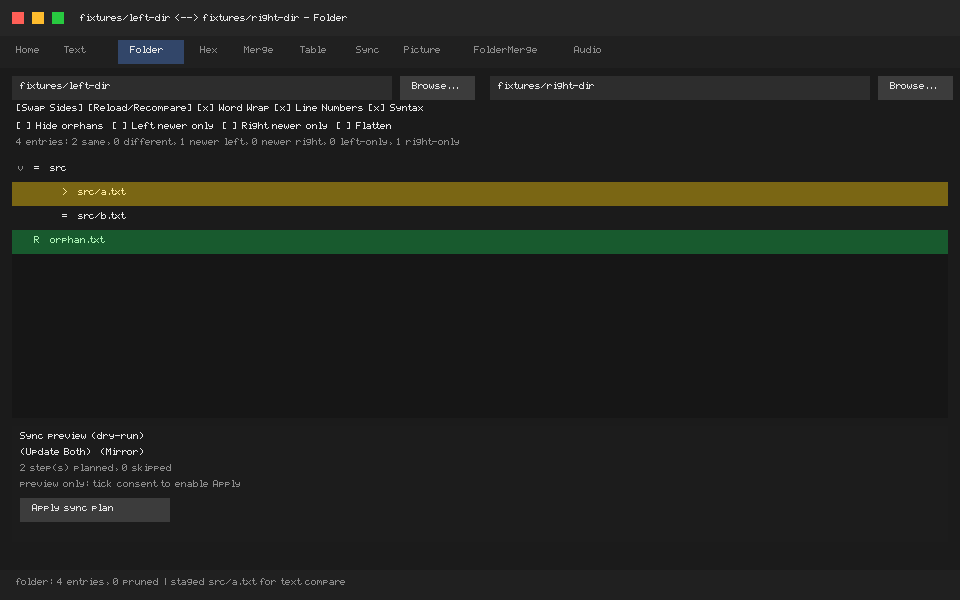 fixtures/left-dir <--> fixtures/right-dir - Folder
Home Text Folder Hex Merge Table Sync Picture FolderMerge Audio
fixtures/left-dir Browse... fixtures/right-dir Browse...
[Swap Sides] [Reload/Recompare] [x] Word Wrap [x] Line Numbers [x] Syntax
[ ] Hide orphans [ ] Left newer only [ ] Right newer only [ ] Flatten
4 entries: 2 same, 0 different, 1 newer left, 0 newer right, 0 left-only, 1 right-only
v = src
> src/a.txt
= src/b.txt
R orphan.txt
Sync preview (dry-run)
(Update Both) (Mirror)
2 step(s) planned, 0 skipped
preview only: tick consent to enable Apply
Apply sync plan
folder: 4 entries, 0 pruned | staged src/a.txt for text compare